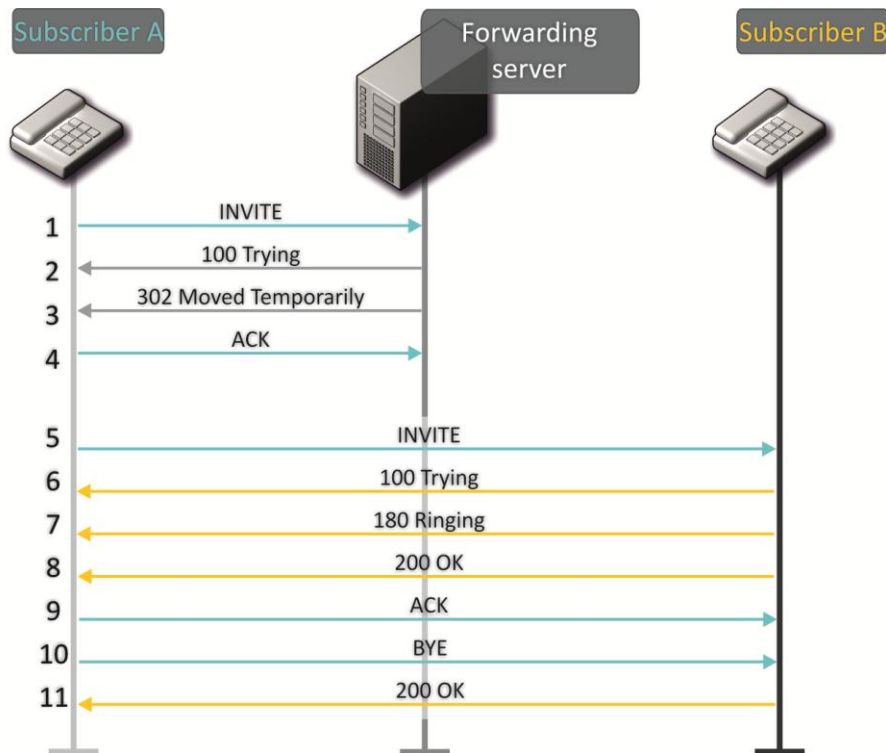 Subscriber A
Forwarding
server
Subscriber B
1
INVITE
2
100 Trying
3
302 Moved Temporarily
4
ACK
5
INVITE
6
100 Trying
7
180 Ringing
8
200 OK
9
ACK
10
BYE
11
200 OK